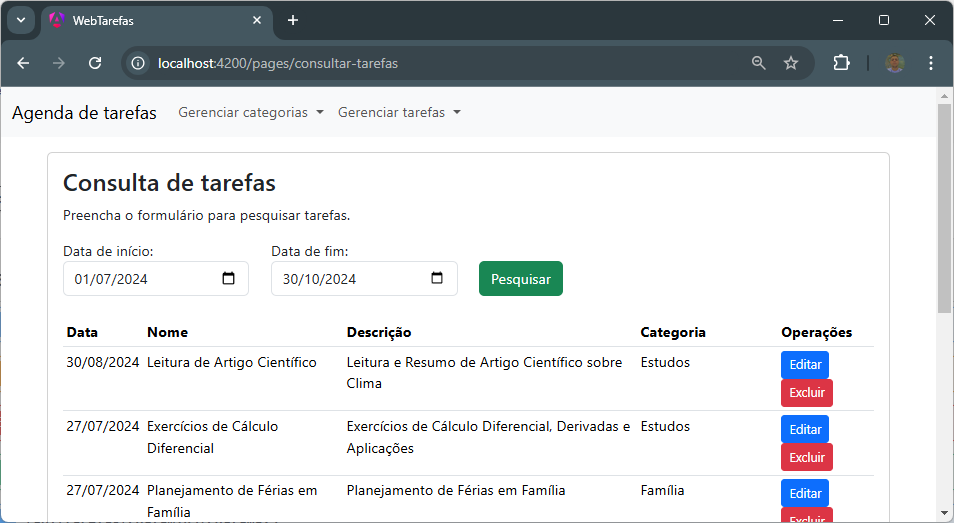 WebTarefas
localhost:4200/pages/consultar-tarefas
Agenda de tarefas Gerenciar categorias Gerenciar tarefas
Consulta de tarefas
Preencha o formulário para pesquisar tarefas.
Data de início: Data de fim:
01/07/2024 30/10/2024 Pesquisar
Data Nome Descrição Categoria Operações
30/08/2024 Leitura de Artigo Científico Leitura e Resumo de Artigo Científico sobre Estudos Editar
Clima
Excluir
27/07/2024 Exercícios de Cálculo Exercícios de Cálculo Diferencial, Derivadas e Estudos Editar
Diferencial Aplicações
Excluir
27/07/2024 Planejamento de Férias em Planejamento de Férias em Família Família Editar
Família
Excluir